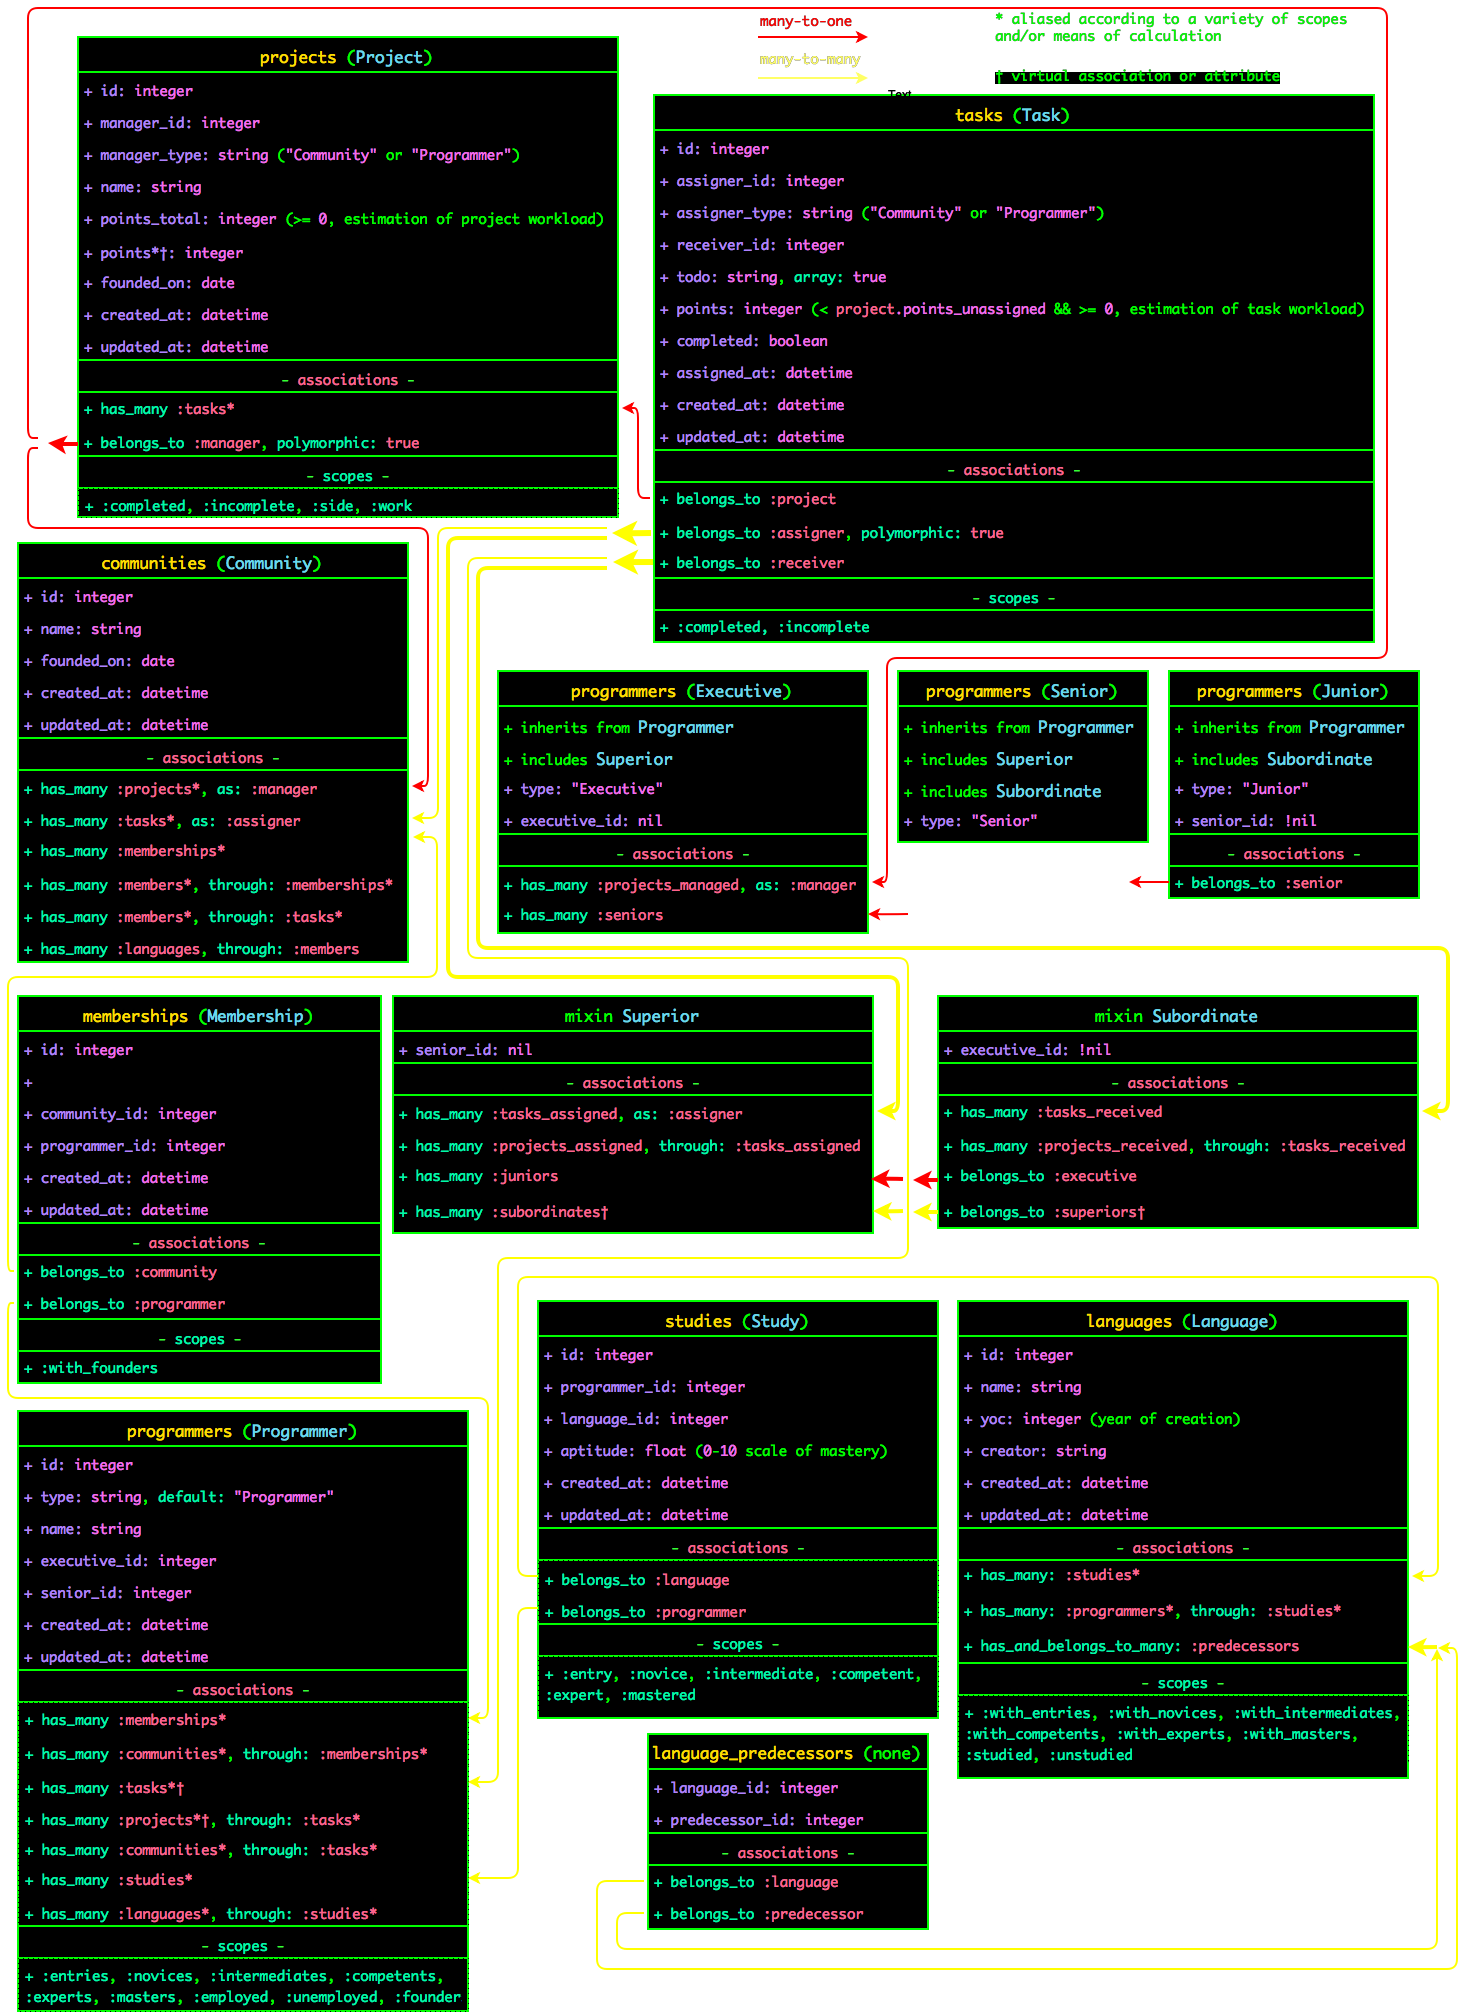 many-to-one
many-to-many
* aliased according to a variety of scopes
and/or means of calculation
† virtual association or attribute
Text
projects (Project)
+ id: integer
+ manager_id: integer
+ manager_type: string ("Community" or "Programmer")
+ name: string
+ points_total: integer (>= 0, estimation of project workload)
+ points*†: integer
+ founded_on: date
+ created_at: datetime
+ updated_at: datetime
- associations -
+ has_many :tasks*
+ belongs_to :manager, polymorphic: true
- scopes -
+ :completed, :incomplete, :side, :work
tasks (Task)
+ id: integer
+ assigner_id: integer
+ assigner_type: string ("Community" or "Programmer")
+ receiver_id: integer
+ todo: string, array: true
+ points: integer (< project.points_unassigned && >= 0, estimation of task workload)
+ completed: boolean
+ assigned_at: datetime
+ created_at: datetime
+ updated_at: datetime
- associations -
+ belongs_to :project
+ belongs_to :assigner, polymorphic: true
+ belongs_to :receiver
- scopes -
+ :completed, :incomplete
communities (Community)
+ id: integer
+ name: string
+ founded_on: date
+ created_at: datetime
+ updated_at: datetime
- associations -
+ has_many :projects*, as: :manager
+ has_many :tasks*, as: :assigner
+ has_many :memberships*
+ has_many :members*, through: :memberships*
+ has_many :members*, through: :tasks*
+ has_many :languages, through: :members
programmers (Executive)
+ inherits from Programmer
+ includes Superior
+ type: "Executive"
+ executive_id: nil
- associations -
+ has_many :projects_managed, as: :manager
+ has_many :seniors
programmers (Senior)
+ inherits from Programmer
+ includes Superior
+ includes Subordinate
+ type: "Senior"
programmers (Junior)
+ inherits from Programmer
+ includes Subordinate
+ type: "Junior"
+ senior_id: !nil
- associations -
+ belongs_to :senior
memberships (Membership)
+ id: integer
+
+ community_id: integer
+ programmer_id: integer
+ created_at: datetime
+ updated_at: datetime
- associations -
+ belongs_to :community
+ belongs_to :programmer
- scopes -
+ :with_founders
mixin Superior
+ senior_id: nil
- associations -
+ has_many :tasks_assigned, as: :assigner
+ has_many :projects_assigned, through: :tasks_assigned
+ has_many :juniors
+ has_many :subordinates†
mixin Subordinate
+ executive_id: !nil
- associations -
+ has_many :tasks_received
+ has_many :projects_received, through: :tasks_received
+ belongs_to :executive
+ belongs_to :superiors†
studies (Study)
+ id: integer
+ programmer_id: integer
+ language_id: integer
+ aptitude: float (0-10 scale of mastery)
+ created_at: datetime
+ updated_at: datetime
- associations -
+ belongs_to :language
+ belongs_to :programmer
- scopes -
+ :entry, :novice, :intermediate, :competent,
:expert, :mastered
languages (Language)
+ id: integer
+ name: string
+ yoc: integer (year of creation)
+ creator: string
+ created_at: datetime
+ updated_at: datetime
- associations -
+ has_many: :studies*
+ has_many: :programmers*, through: :studies*
+ has_and_belongs_to_many: :predecessors
- scopes -
+ :with_entries, :with_novices, :with_intermediates,
:with_competents, :with_experts, :with_masters,
:studied, :unstudied
programmers (Programmer)
+ id: integer
+ type: string, default: "Programmer"
+ name: string
+ executive_id: integer
+ senior_id: integer
+ created_at: datetime
+ updated_at: datetime
- associations -
+ has_many :memberships*
+ has_many :communities*, through: :memberships*
+ has_many :tasks*†
+ has_many :projects*†, through: :tasks*
+ has_many :communities*, through: :tasks*
+ has_many :studies*
+ has_many :languages*, through: :studies*
- scopes -
+ :entries, :novices, :intermediates, :competents,
:experts, :masters, :employed, :unemployed, :founder
language_predecessors (none)
+ language_id: integer
+ predecessor_id: integer
- associations -
+ belongs_to :language
+ belongs_to :predecessor